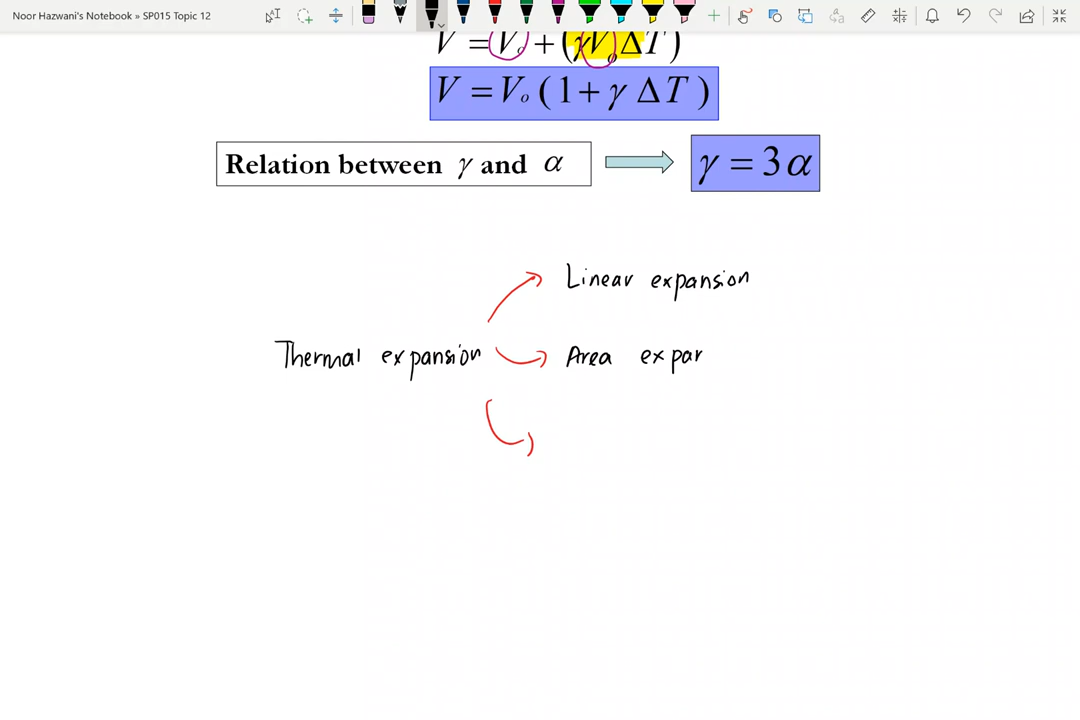 Noor Hazwani's Notebook » SP015 Topic 12
V = V₀ + (γV₀ΔT)
V = V₀ (1 + γ ΔT)
Relation between γ and α
γ = 3α
Linear expansion
Thermal expansion
Area expar